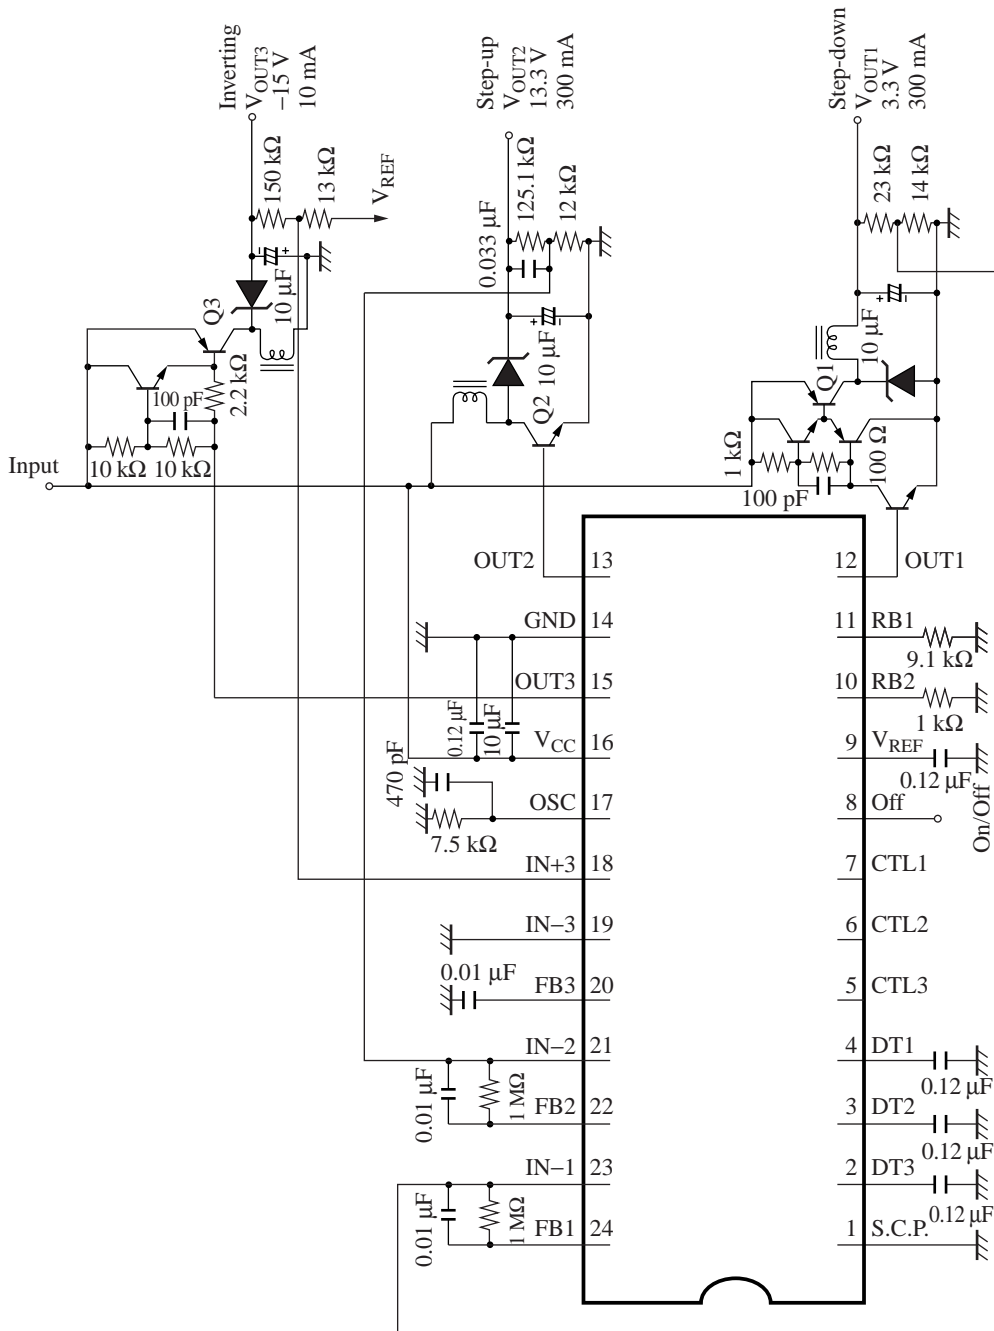 Inverting
VOUT3
−15 V
10 mA
Step-up
VOUT2
13.3 V
300 mA
Step-down
VOUT1
3.3 V
300 mA
150 kΩ
13 kΩ
VREF
10 µF
Q3
2.2 kΩ
100 pF
10 kΩ
10 kΩ
Input
0.033 µF
125.1 kΩ
12 kΩ
10 µF
Q2
23 kΩ
14 kΩ
10 µF
Q1
1 kΩ
100 Ω
100 pF
OUT2
13
GND
14
OUT3
15
0.12 µF
10 µF
VCC
16
470 pF
OSC
17
7.5 kΩ
IN+3
18
IN−3
19
0.01 µF
FB3
20
IN−2
21
0.01 µF
1 MΩ
FB2
22
IN−1
23
0.01 µF
1 MΩ
FB1
24
12
OUT1
11
RB1
9.1 kΩ
10
RB2
1 kΩ
9
VREF
0.12 µF
8
Off
On/Off
7
CTL1
6
CTL2
5
CTL3
4
DT1
0.12 µF
3
DT2
0.12 µF
2
DT3
0.12 µF
1
S.C.P.